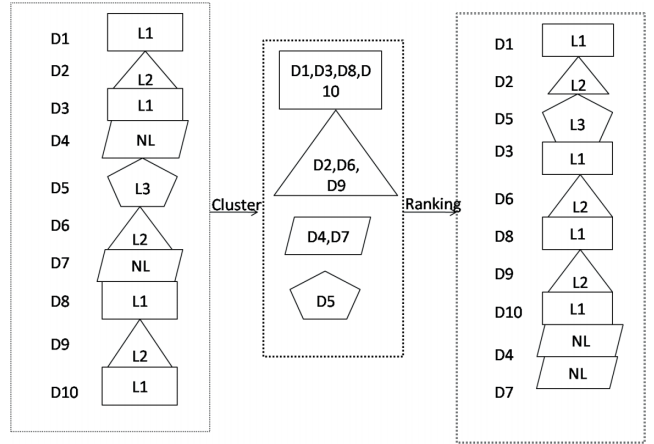 D1 L1
D2 L2
D3 L1
D4 NL
D5 L3
D6 L2
D7 NL
D8 L1
D9 L2
D10 L1
Cluster
D1,D3,D8,D
10
D2,D6,
D9
D4,D7
D5
Ranking
D1 L1
D2 L2
D5 L3
D3 L1
D6 L2
D8 L1
D9 L2
D10 L1
D4 NL
D7 NL